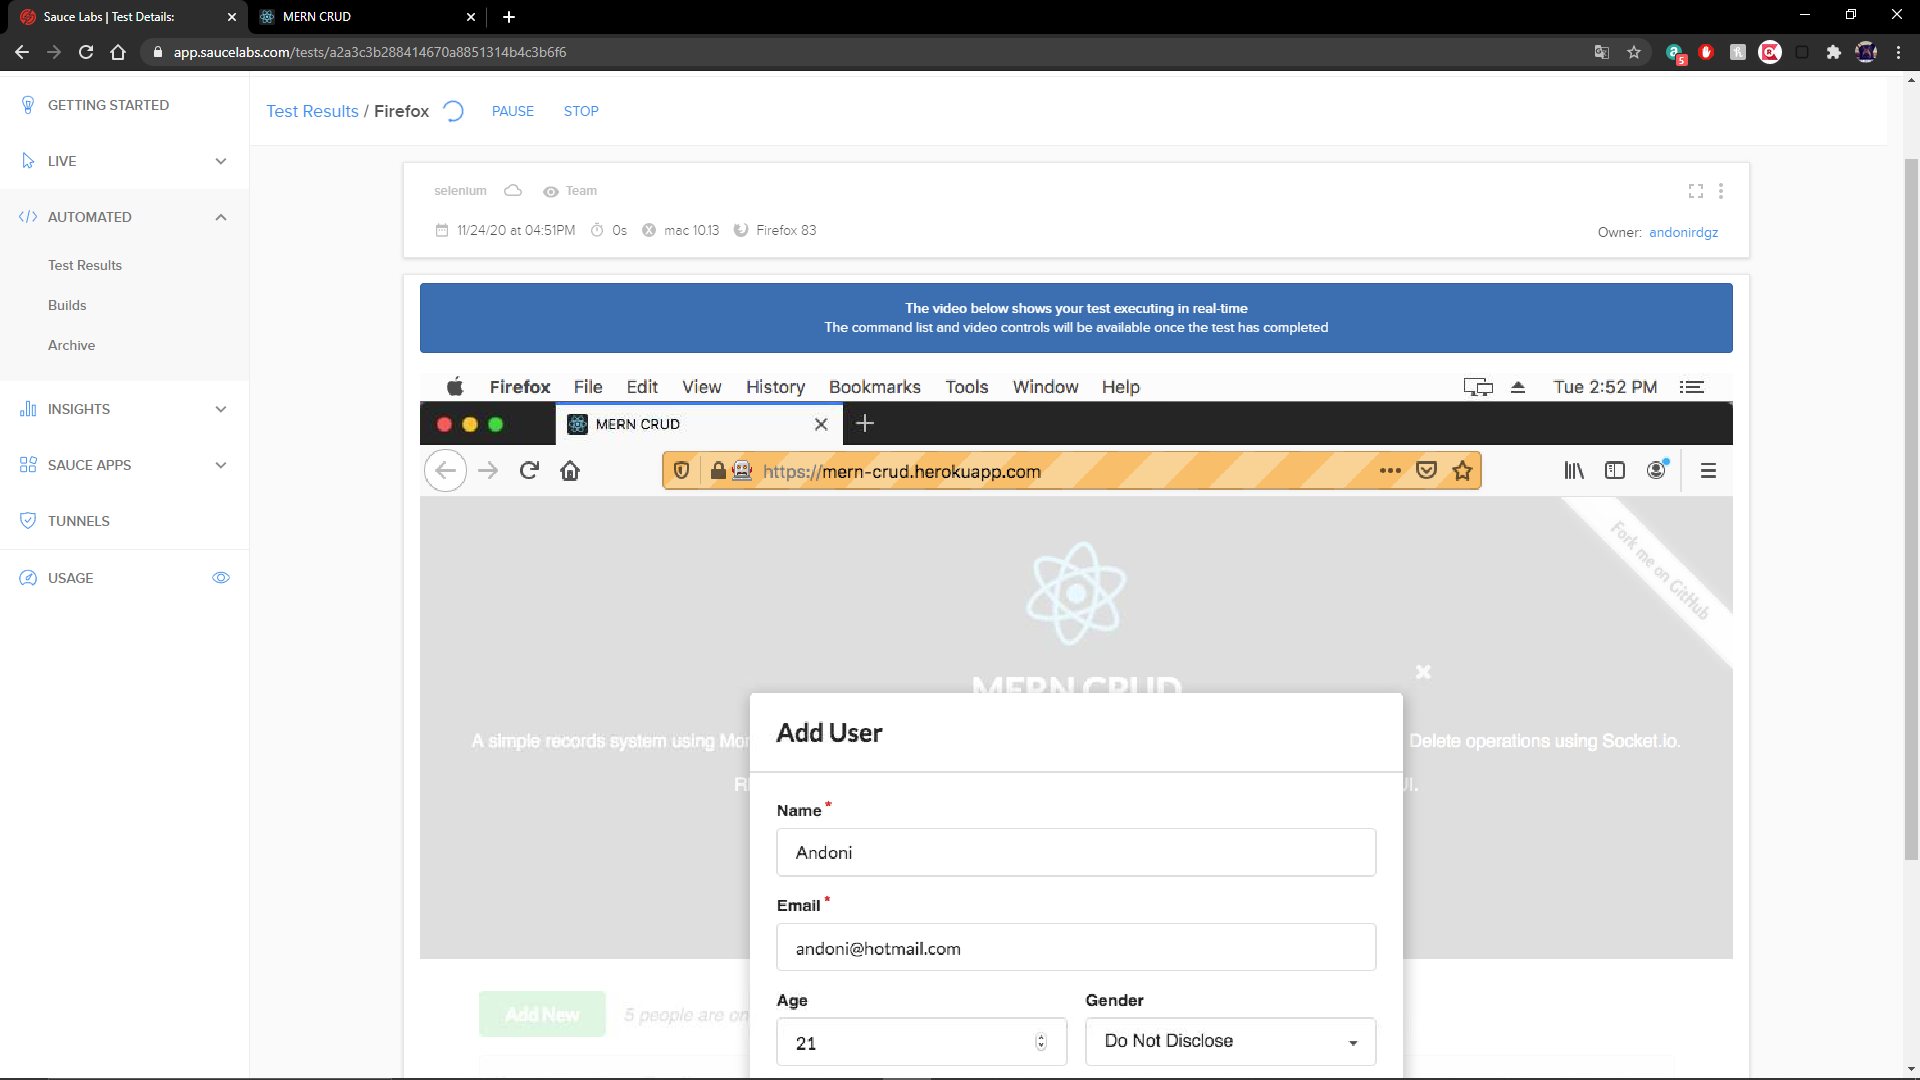 Sauce Labs | Test Details:
MERN CRUD
app.saucelabs.com/tests/a2a3c3b288414670a8851314b4c3b6f6
5
GETTING STARTED
LIVE
AUTOMATED
Test Results
Builds
Archive
INSIGHTS
SAUCE APPS
TUNNELS
USAGE
Test Results / Firefox PAUSE STOP
selenium Team
11/24/20 at 04:51PM 0s mac 10.13 Firefox 83
Owner: andonirdgz
The video below shows your test executing in real-time
The command list and video controls will be available once the test has completed
Firefox File Edit View History Bookmarks Tools Window Help Tue 2:52 PM
MERN CRUD
https://mern-crud.herokuapp.com
Fork me on GitHub
MERN CRUD
A simple records system using Delete operations using Socket.io.
Add User
Name *
Andoni
Email *
andoni@hotmail.com
Age Gender
21 Do Not Disclose
Add New 5 people are